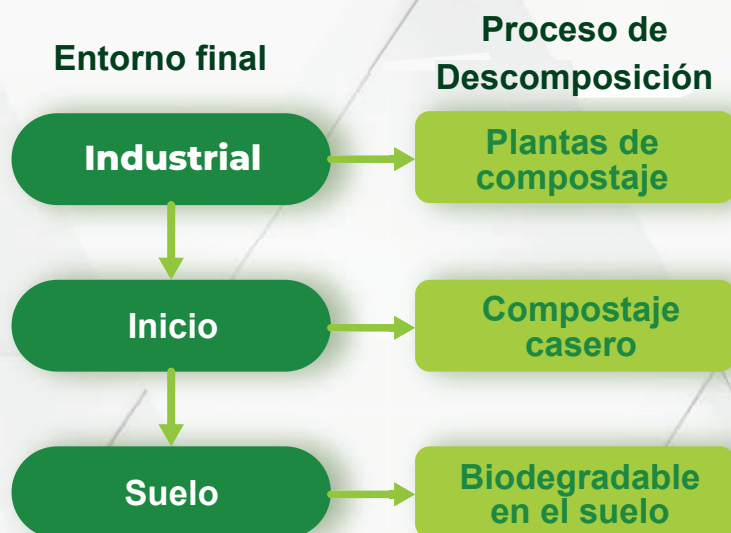 Entorno final
Proceso de
Descomposición
Industrial
Plantas de
compostaje
Inicio
Compostaje
casero
Suelo
Biodegradable
en el suelo